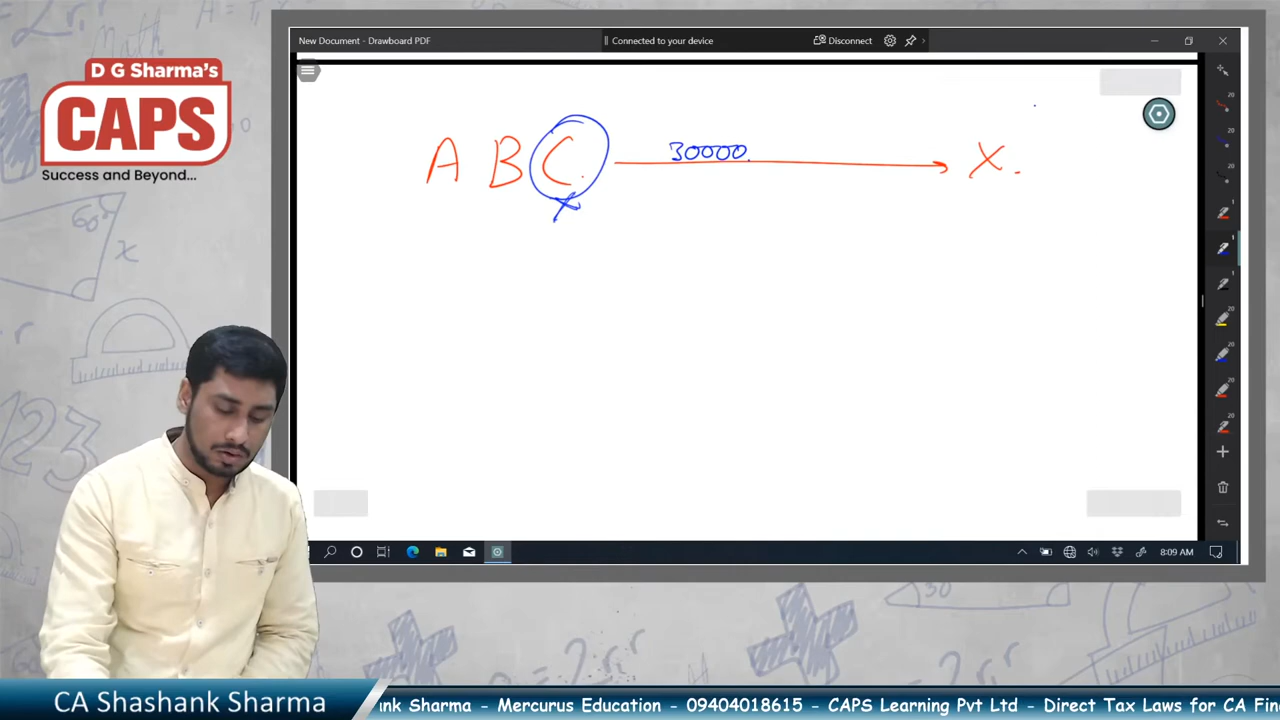 New Document - Drawboard PDF
Connected to your device
Disconnect
D G Sharma's
CAPS
Success and Beyond...
A B C. 30000. X.
x
8:09 AM
CA Shashank Sharma
nk Sharma - Mercurus Education - 09404018615 - CAPS Learning Pvt Ltd - Direct Tax Laws for CA Fin